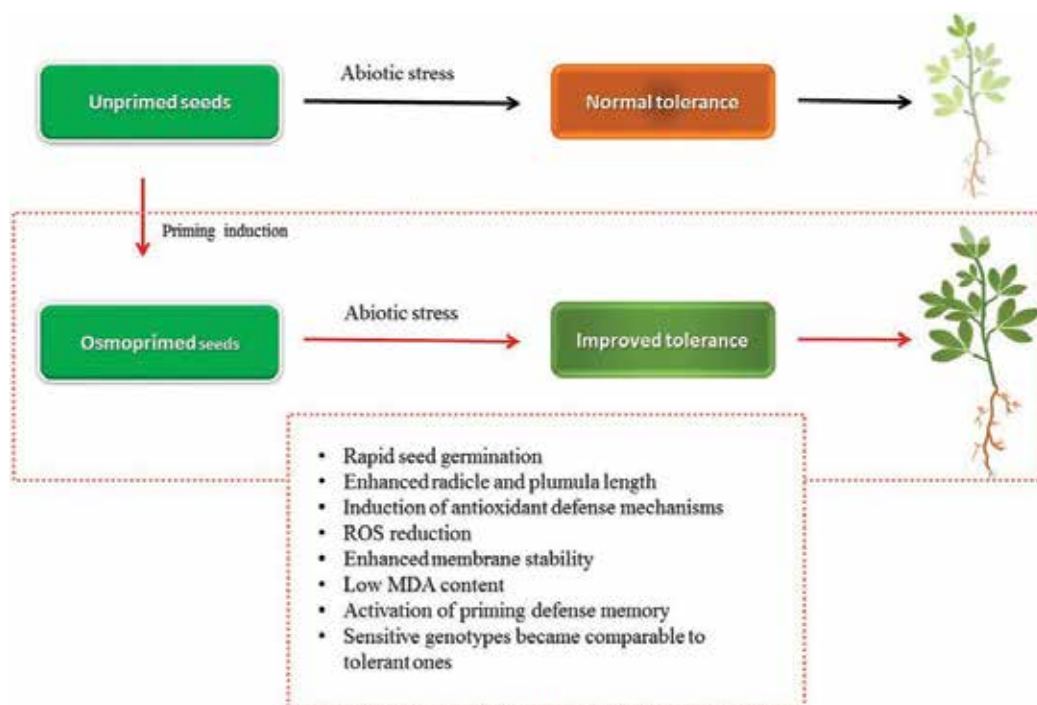 Abiotic stress
Unprimed seeds
Normal tolerance
Priming induction
Abiotic stress
Osmoprimed seeds
Improved tolerance
• Rapid seed germination
• Enhanced radicle and plumula length
• Induction of antioxidant defense mechanisms
• ROS reduction
• Enhanced membrane stability
• Low MDA content
• Activation of priming defense memory
• Sensitive genotypes became comparable to
tolerant ones